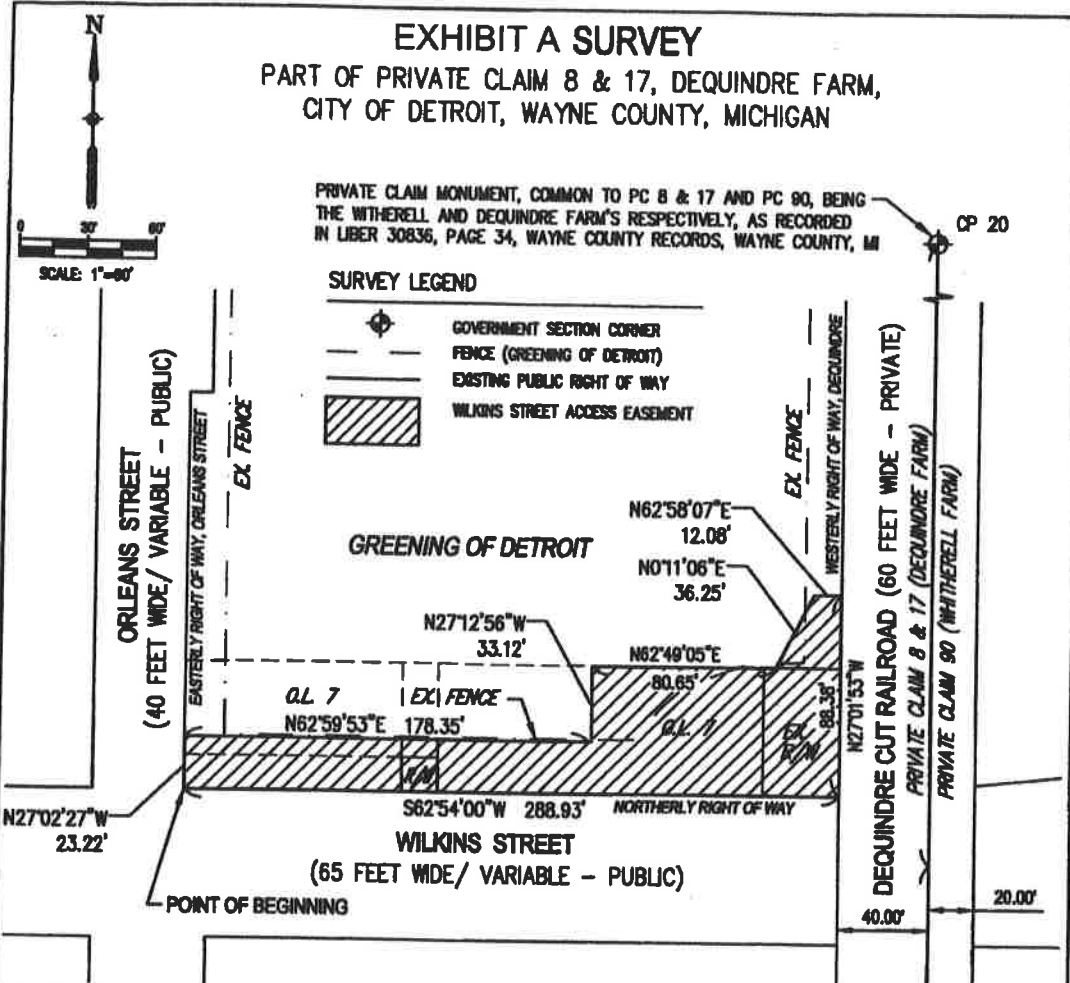 N
EXHIBIT A SURVEY
PART OF PRIVATE CLAIM 8 & 17, DEQUINDRE FARM,
CITY OF DETROIT, WAYNE COUNTY, MICHIGAN
PRIVATE CLAIM MONUMENT, COMMON TO PC 8 & 17 AND PC 90, BEING
THE WITHERELL AND DEQUINDRE FARM'S RESPECTIVELY, AS RECORDED
IN LIBER 30836, PAGE 34, WAYNE COUNTY RECORDS, WAYNE COUNTY, MI
CP 20
0 30' 60'
SCALE: 1"=60'
SURVEY LEGEND
GOVERNMENT SECTION CORNER
FENCE (GREENING OF DETROIT)
EXISTING PUBLIC RIGHT OF WAY
WILKINS STREET ACCESS EASEMENT
ORLEANS STREET
(40 FEET WIDE/ VARIABLE - PUBLIC)
EASTERLY RIGHT OF WAY, ORLEANS STREET
EX. FENCE
GREENING OF DETROIT
EX. FENCE
WESTERLY RIGHT OF WAY, DEQUINDRE
DEQUINDRE CUT RAILROAD (60 FEET WIDE - PRIVATE)
PRIVATE CLAIM 8 & 17 (DEQUINDRE FARM)
PRIVATE CLAIM 90 (WHITHERELL FARM)
N62°58'07"E
12.08'
N0°11'06"E
36.25'
N27°12'56"W
33.12'
N62°49'05"E
80.65'
O.L. 7
EX. FENCE
N62°59'53"E 178.35'
O.L. 7
EX.
R/W
88.38'
N27°01'53"W
R/W
S62°54'00"W 288.93'
NORTHERLY RIGHT OF WAY
N27°02'27"W
23.22'
WILKINS STREET
(65 FEET WIDE/ VARIABLE - PUBLIC)
POINT OF BEGINNING
40.00'
20.00'